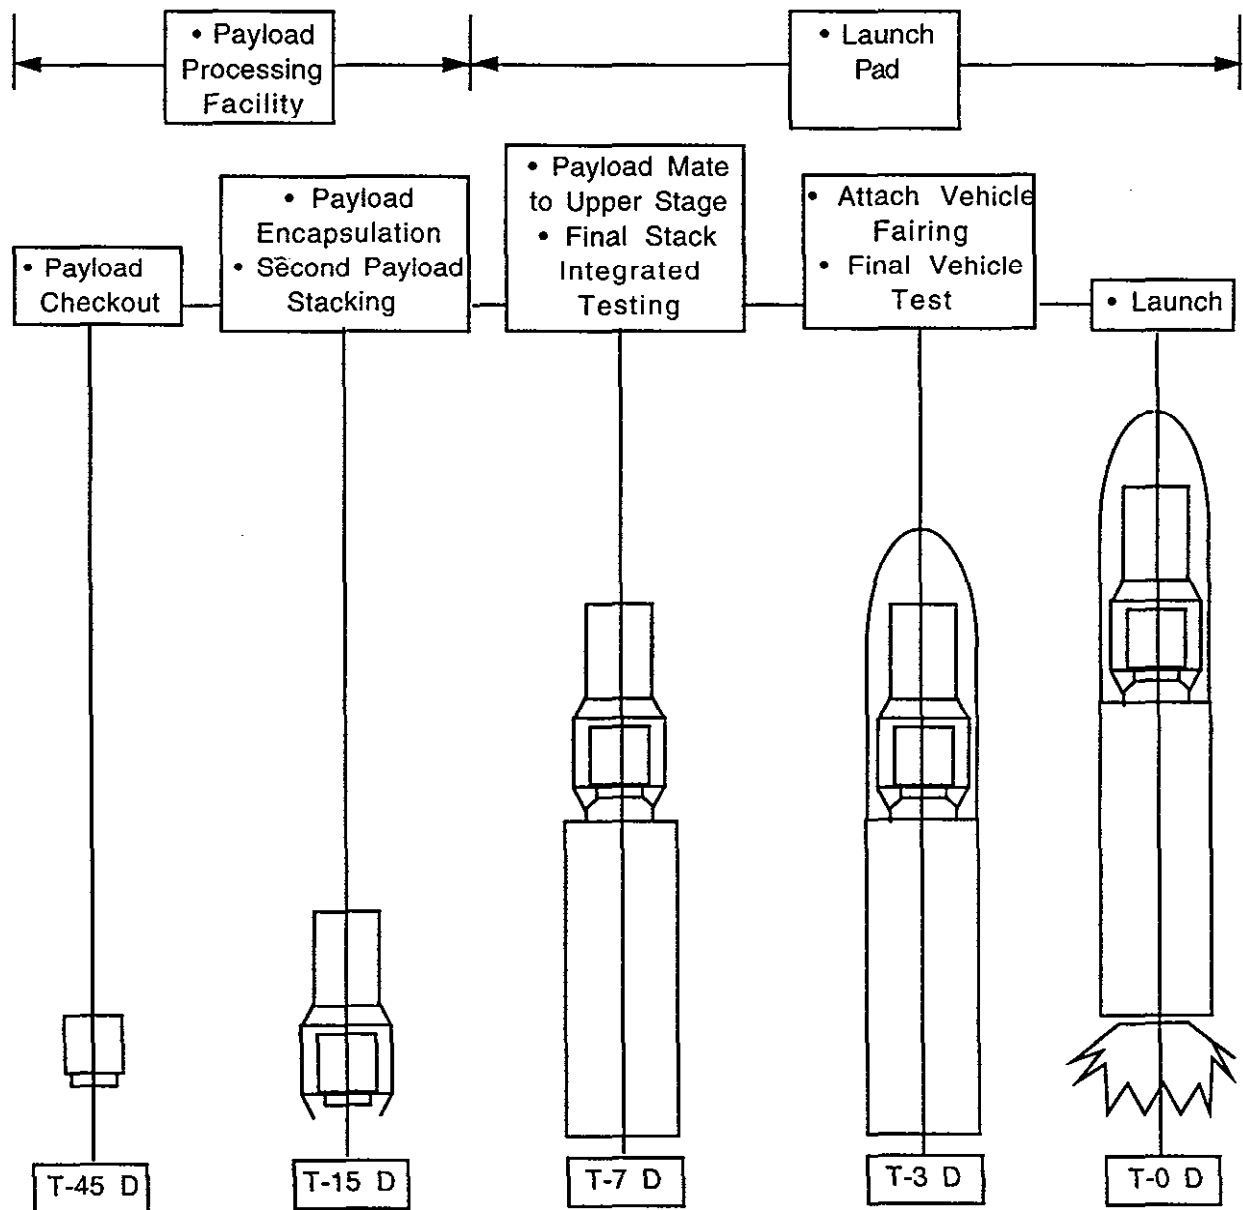 • Payload
Processing
Facility
• Launch
Pad
• Payload
Checkout
• Payload
Encapsulation
• Second Payload
Stacking
• Payload Mate
to Upper Stage
• Final Stack
Integrated
Testing
• Attach Vehicle
Fairing
• Final Vehicle
Test
• Launch
T-45 D
T-15 D
T-7 D
T-3 D
T-0 D